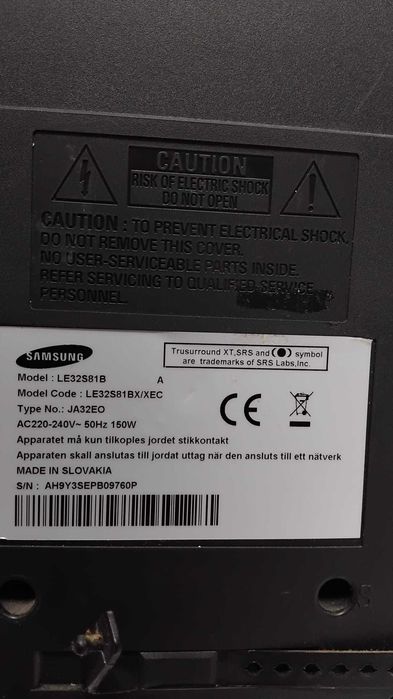 CAUTION
RISK OF ELECTRIC SHOCK
DO NOT OPEN
CAUTION : TO PREVENT ELECTRICAL SHOCK,
DO NOT REMOVE THIS COVER.
NO USER-SERVICEABLE PARTS INSIDE.
REFER SERVICING TO QUALIFIED SERVICE
PERSONNEL.
SAMSUNG
Trusurround XT,SRS and (●) symbol
are trademarks of SRS Labs,Inc.
Model : LE32S81B A
Model Code : LE32S81BX/XEC
Type No.: JA32EO
AC220-240V~ 50Hz 150W
CE
Apparatet må kun tilkoples jordet stikkontakt
Apparaten skall anslutas till jordat uttag när den ansluts till ett nätverk
MADE IN SLOVAKIA
S/N : AH9Y3SEPB09760P